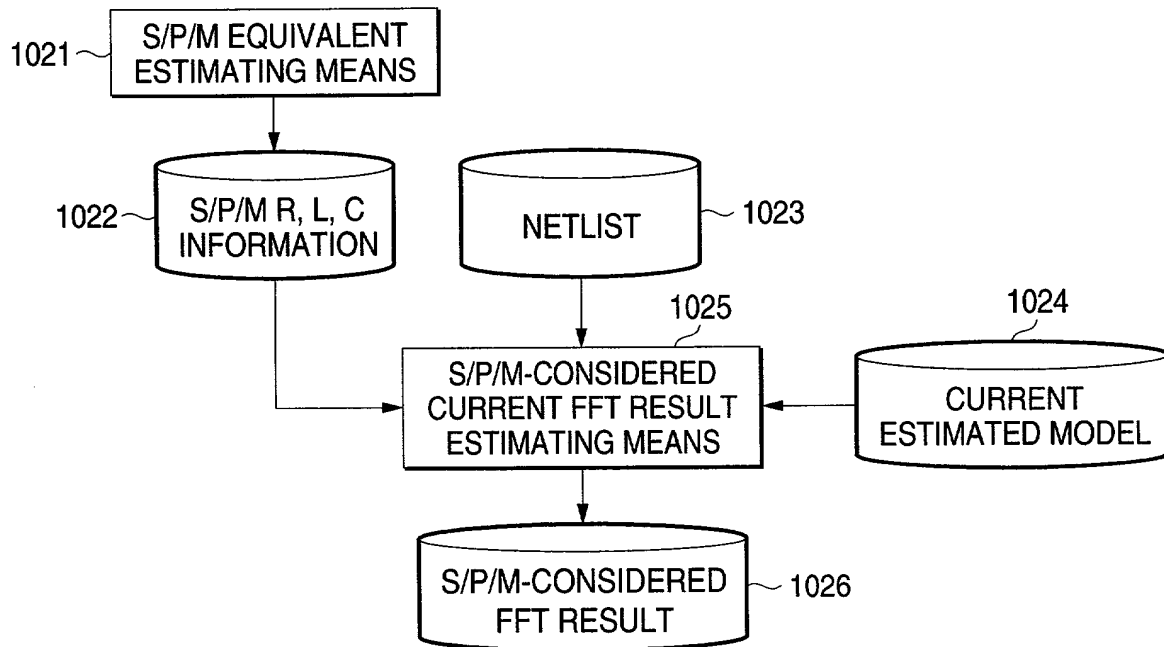 1021
S/P/M EQUIVALENT
ESTIMATING MEANS
1022
S/P/M R, L, C
INFORMATION
NETLIST
1023
1025
1024
S/P/M-CONSIDERED
CURRENT FFT RESULT
ESTIMATING MEANS
CURRENT
ESTIMATED MODEL
S/P/M-CONSIDERED
FFT RESULT
1026